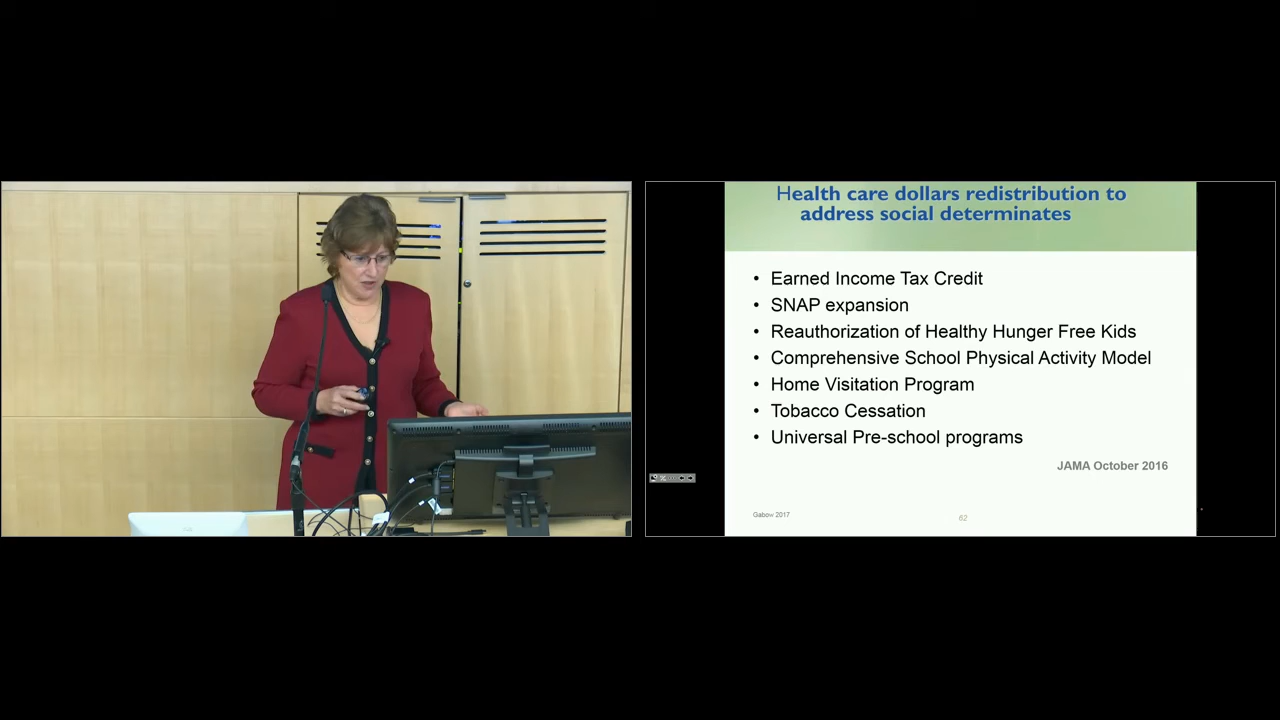 Health care dollars redistribution to
address social determinates
• Earned Income Tax Credit
• SNAP expansion
• Reauthorization of Healthy Hunger Free Kids
• Comprehensive School Physical Activity Model
• Home Visitation Program
• Tobacco Cessation
• Universal Pre-school programs
JAMA October 2016
Gabow 2017
62